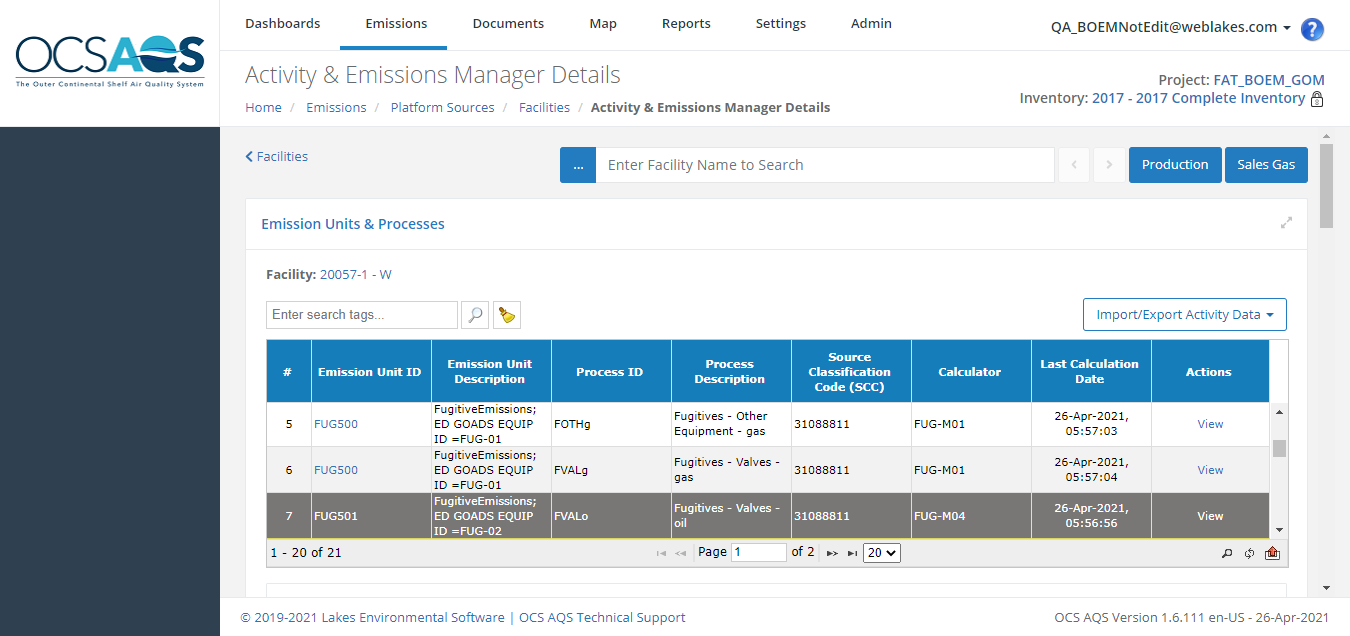 Dashboards Emissions Documents Map Reports Settings Admin QA_BOEMNotEdit@weblakes.com ?
OCSAQS
The Outer Continental Shelf Air Quality System
Activity & Emissions Manager Details
Project: FAT_BOEM_GOM
Home / Emissions / Platform Sources / Facilities / Activity & Emissions Manager Details
Inventory: 2017 - 2017 Complete Inventory
Facilities
... Enter Facility Name to Search Production Sales Gas
Emission Units & Processes
Facility: 20057-1 - W
Enter search tags... Import/Export Activity Data
# Emission Unit ID Emission Unit Description Process ID Process Description Source Classification Code (SCC) Calculator Last Calculation Date Actions
5 FUG500 FugitiveEmissions; ED GOADS EQUIP ID =FUG-01 FOTHg Fugitives - Other Equipment - gas 31088811 FUG-M01 26-Apr-2021, 05:57:03 View
6 FUG500 FugitiveEmissions; ED GOADS EQUIP ID =FUG-01 FVALg Fugitives - Valves - gas 31088811 FUG-M01 26-Apr-2021, 05:57:04 View
7 FUG501 FugitiveEmissions; ED GOADS EQUIP ID =FUG-02 FVALo Fugitives - Valves - oil 31088811 FUG-M04 26-Apr-2021, 05:56:56 View
1 - 20 of 21 Page 1 of 2 20
© 2019-2021 Lakes Environmental Software | OCS AQS Technical Support OCS AQS Version 1.6.111 en-US - 26-Apr-2021